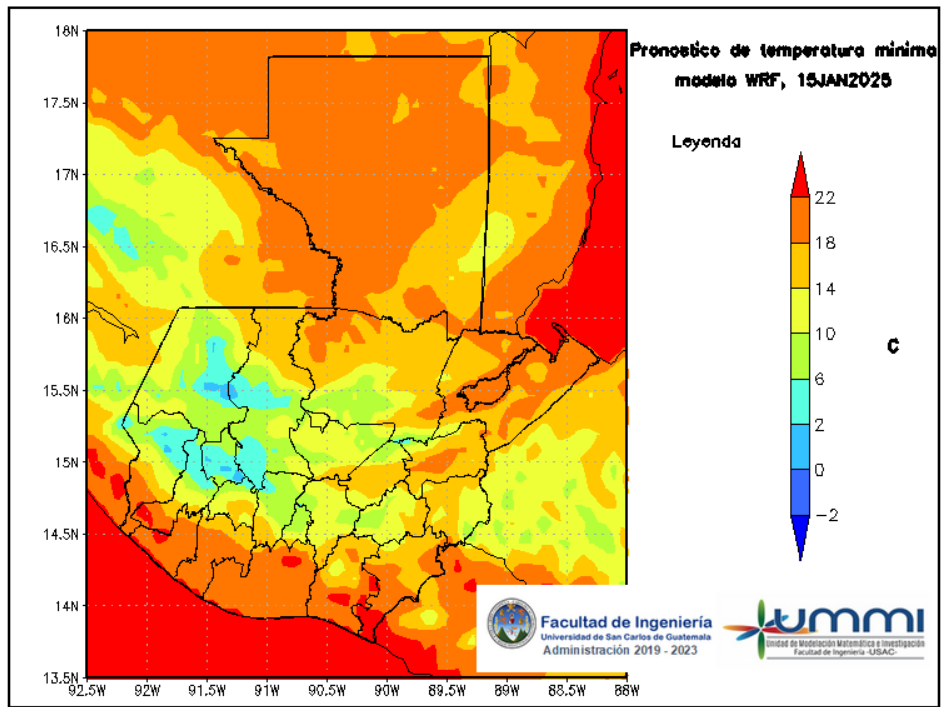 Pronostico de temperatura minima
modelo WRF, 15JAN2025
Leyenda
22
18
14
10
6
2
0
−2
C
18N
17.5N
17N
16.5N
16N
15.5N
15N
14.5N
14N
13.5N
92.5W
92W
91.5W
91W
90.5W
90W
89.5W
89W
88.5W
88W
Facultad de Ingeniería
Universidad de San Carlos de Guatemala
Administración 2019 - 2023
ummi
Unidad de Modelación Matemática e Investigación
Facultad de Ingeniería -USAC-